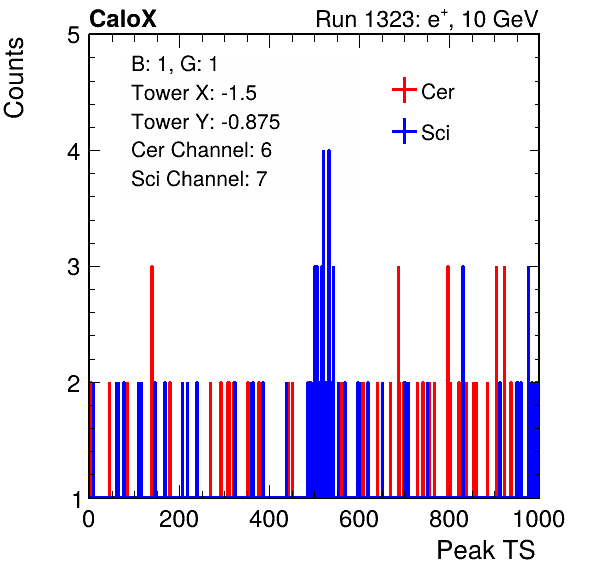 CaloX Run 1323: e⁺, 10 GeV
Counts
B: 1, G: 1
Tower X: -1.5
Tower Y: -0.875
Cer Channel: 6
Sci Channel: 7
Cer
Sci
5
4
3
2
1
0 200 400 600 800 1000
Peak TS